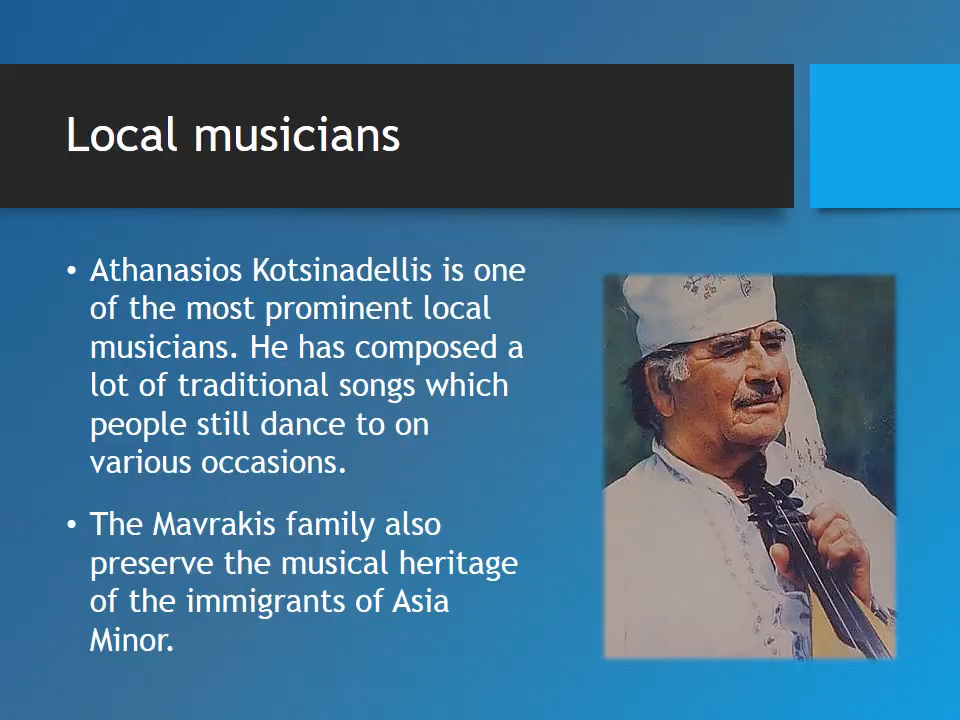 Local musicians
• Athanasios Kotsinadellis is one
of the most prominent local
musicians. He has composed a
lot of traditional songs which
people still dance to on
various occasions.
• The Mavrakis family also
preserve the musical heritage
of the immigrants of Asia
Minor.